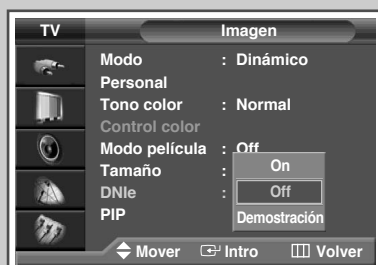 TV Imagen
Modo : Dinámico
Personal
Tono color : Normal
Control color
Modo película : Off
Tamaño :
DNIe :
PIP
On
Off
Demostración
Mover Intro Volver